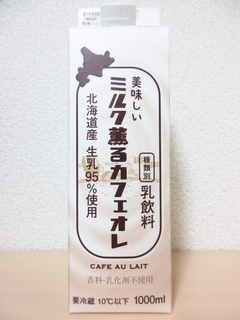 美味しい
ミルク薫るカフェオレ
北海道産 生乳95%使用
種類別 乳飲料
CAFE AU LAIT
香料・乳化剤不使用
要冷蔵 10℃以下 1000ml